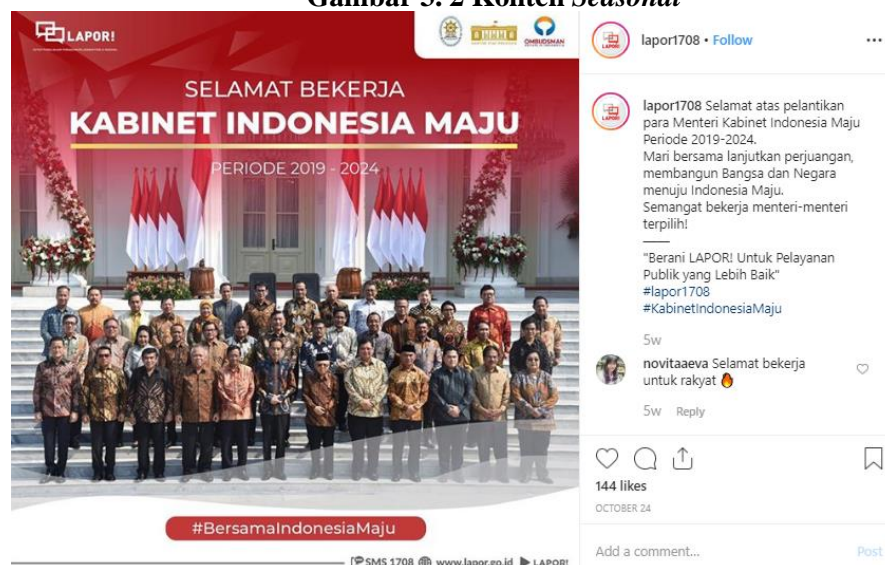 Gambar 3. 2 Konten Seasonal
LAPOR!
OMBUDSMAN
SELAMAT BEKERJA
KABINET INDONESIA MAJU
PERIODE 2019 - 2024
#BersamaIndonesiaMaju
SMS 1708 www.lapor.go.id LAPOR!
lapor1708 • Follow
lapor1708 Selamat atas pelantikan
para Menteri Kabinet Indonesia Maju
Periode 2019-2024.
Mari bersama lanjutkan perjuangan,
membangun Bangsa dan Negara
menuju Indonesia Maju.
Semangat bekerja menteri-menteri
terpilih!
"Berani LAPOR! Untuk Pelayanan
Publik yang Lebih Baik"
#lapor1708
#KabinetIndonesiaMaju
5w
novitaaeva Selamat bekerja
untuk rakyat 🔥
5w Reply
144 likes
OCTOBER 24
Add a comment... Post